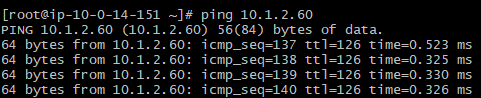 [root@ip-10-0-14-151 ~]# ping 10.1.2.60
PING 10.1.2.60 (10.1.2.60) 56(84) bytes of data.
64 bytes from 10.1.2.60: icmp_seq=137 ttl=126 time=0.523 ms
64 bytes from 10.1.2.60: icmp_seq=138 ttl=126 time=0.325 ms
64 bytes from 10.1.2.60: icmp_seq=139 ttl=126 time=0.330 ms
64 bytes from 10.1.2.60: icmp_seq=140 ttl=126 time=0.326 ms